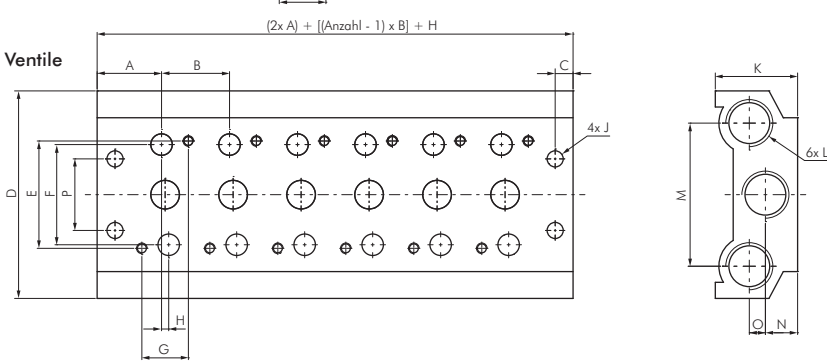 (2x A) + [(Anzahl - 1) x B] + H
Ventile
A
B
C
K
4x J
6x L
D
E
F
P
M
H
G
O
N